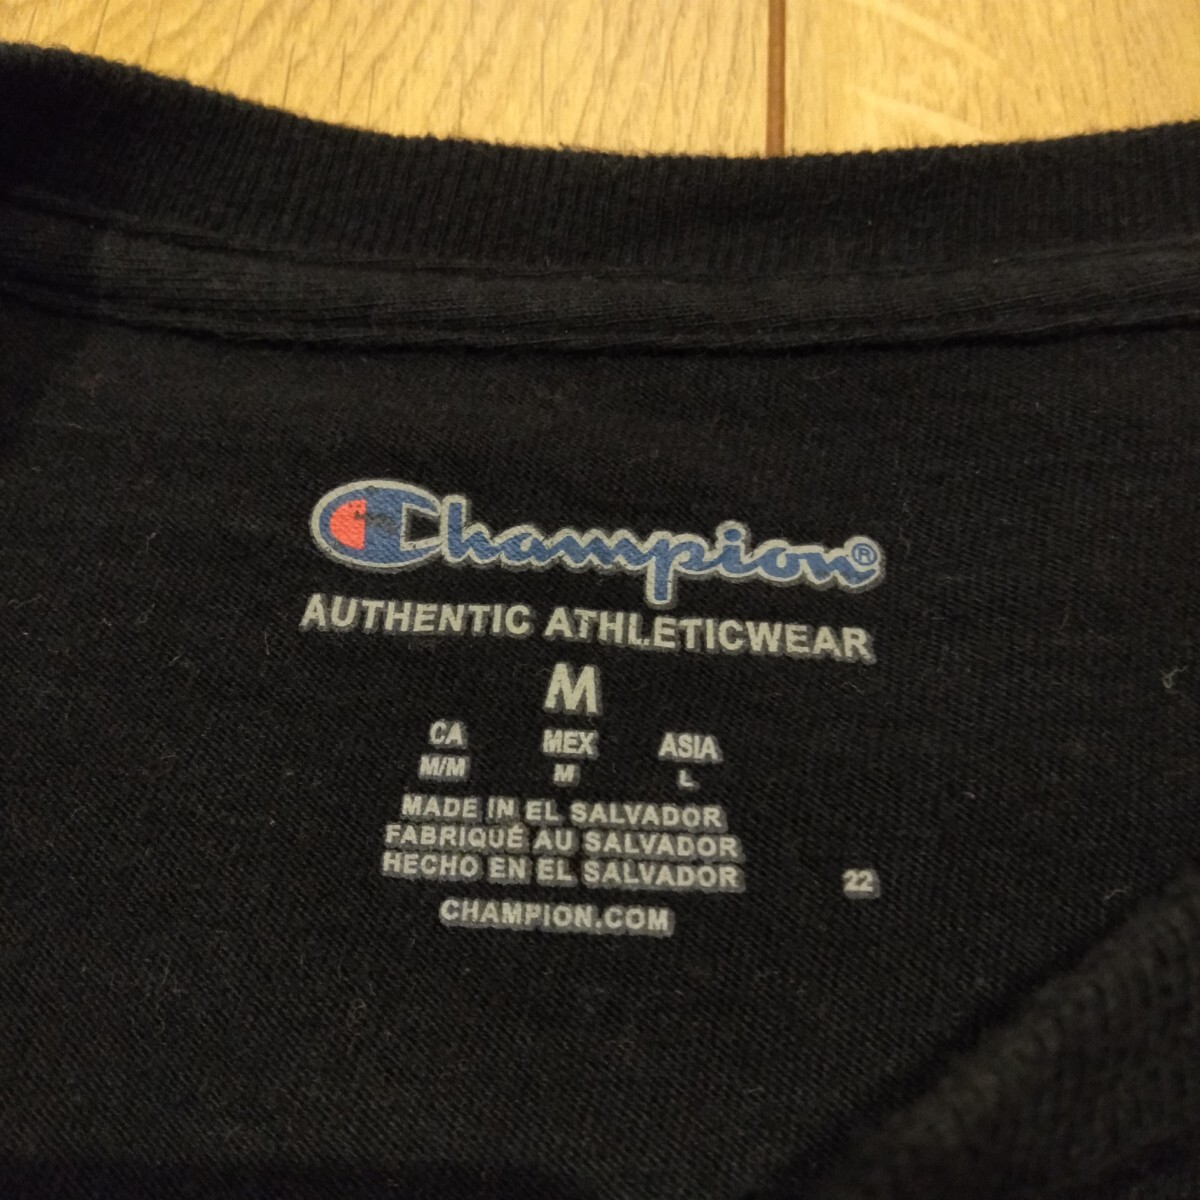 Champion®
AUTHENTIC ATHLETICWEAR
M
CA MEX ASIA
M/M M L
MADE IN EL SALVADOR
FABRIQUÉ AU SALVADOR
HECHO EN EL SALVADOR 22
CHAMPION.COM